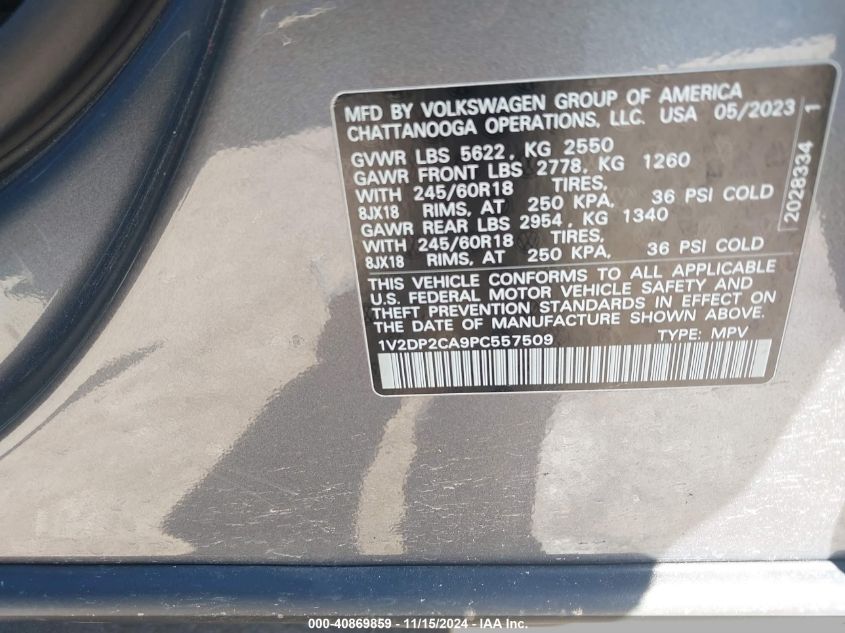 MFD BY VOLKSWAGEN GROUP OF AMERICA
CHATTANOOGA OPERATIONS, LLC. USA 05/2023
GVWR LBS 5622, KG 2550
GAWR FRONT LBS 2778, KG 1260
WITH 245/60R18 TIRES,
8JX18 RIMS, AT 250 KPA, 36 PSI COLD
GAWR REAR LBS 2954, KG 1340
WITH 245/60R18 TIRES,
8JX18 RIMS, AT 250 KPA, 36 PSI COLD
THIS VEHICLE CONFORMS TO ALL APPLICABLE
U.S. FEDERAL MOTOR VEHICLE SAFETY AND
THEFT PREVENTION STANDARDS IN EFFECT ON
THE DATE OF MANUFACTURE SHOWN ABOVE.
1V2DP2CA9PC557509 TYPE: MPV
2028334 1
000-40869859 - 11/15/2024 - IAA Inc.